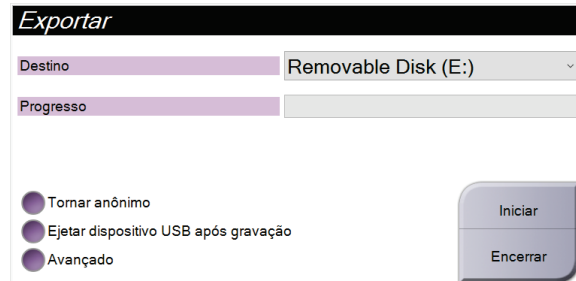 Exportar
Destino
Removable Disk (E:)
Progresso
Tornar anônimo
Ejetar dispositivo USB após gravação
Avançado
Iniciar
Encerrar